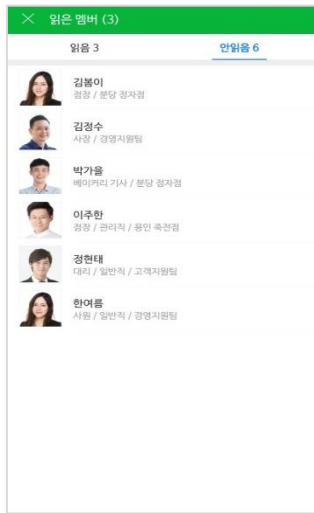 읽은 멤버 (3)
읽음 3
안읽음 6
김봄이
점장 / 분당 정자점
김정수
사장 / 경영지원팀
박가을
베이커리 기사 / 분당 정자점
이주한
점장 / 관리직 / 용인 죽전점
정현태
대리 / 일반직 / 고객지원팀
한여름
사원 / 일반직 / 경영지원팀